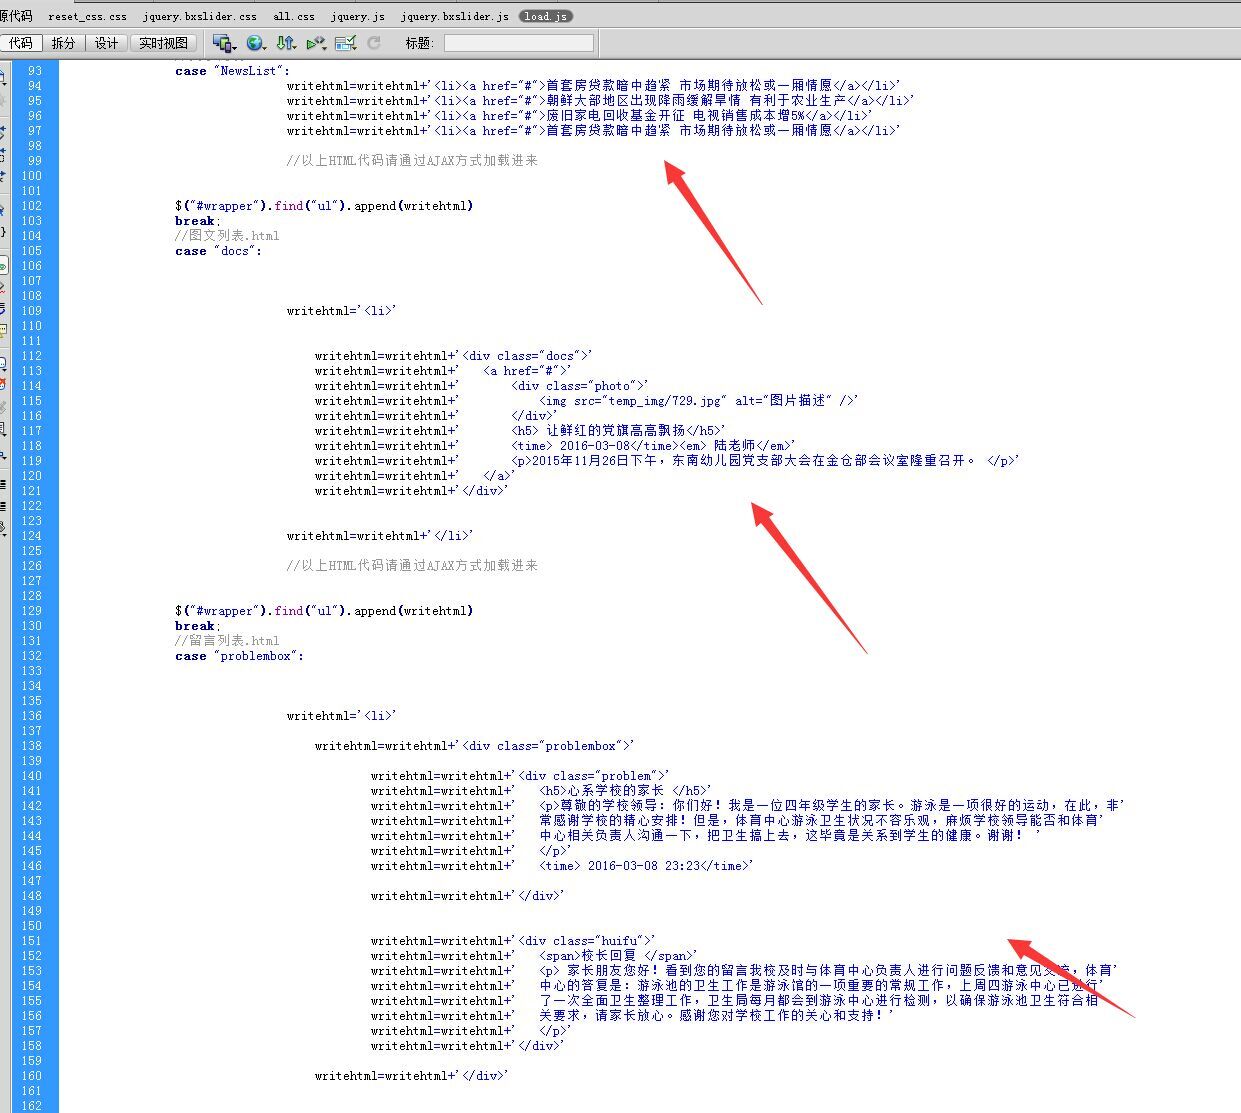 源代码 reset_css.css jquery.bxslider.css all.css jquery.js jquery.bxslider.js load.js
代码 拆分 设计 实时视图 标题:
93 case "NewsList":
94 writehtml=writehtml+'<li><a href="#">首套房贷款暗中趋紧 市场期待放松或一厢情愿</a></li>'
95 writehtml=writehtml+'<li><a href="#">朝鲜大部地区出现降雨缓解旱情 有利于农业生产</a></li>'
96 writehtml=writehtml+'<li><a href="#">废旧家电回收基金开征 电视销售成本增5%</a></li>'
97 writehtml=writehtml+'<li><a href="#">首套房贷款暗中趋紧 市场期待放松或一厢情愿</a></li>'
98
99 //以上HTML代码请通过AJAX方式加载进来
100
101
102 $("#wrapper").find("ul").append(writehtml)
103 break;
104 //图文列表.html
105 case "docs":
106
107
108
109 writehtml='<li>'
110
111
112 writehtml=writehtml+'<div class="docs">'
113 writehtml=writehtml+' <a href="#">'
114 writehtml=writehtml+' <div class="photo">'
115 writehtml=writehtml+' <img src="temp_img/729.jpg" alt="图片描述" />'
116 writehtml=writehtml+' </div>'
117 writehtml=writehtml+' <h5> 让鲜红的党旗高高飘扬</h5>'
118 writehtml=writehtml+' <time> 2016-03-08</time><em> 陆老师</em>'
119 writehtml=writehtml+' <p>2015年11月26日下午，东南幼儿园党支部大会在金仓部会议室隆重召开。 </p>'
120 writehtml=writehtml+' </a>'
121 writehtml=writehtml+'</div>'
122
123
124 writehtml=writehtml+'</li>'
125
126 //以上HTML代码请通过AJAX方式加载进来
127
128
129 $("#wrapper").find("ul").append(writehtml)
130 break;
131 //留言列表.html
132 case "problembox":
133
134
135
136 writehtml='<li>'
137
138 writehtml=writehtml+'<div class="problembox">'
139
140 writehtml=writehtml+'<div class="problem">'
141 writehtml=writehtml+' <h5>心系学校的家长 </h5>'
142 writehtml=writehtml+' <p>尊敬的学校领导：你们好！我是一位四年级学生的家长。游泳是一项很好的运动，在此，非'
143 writehtml=writehtml+' 常感谢学校的精心安排！但是，体育中心游泳卫生状况不容乐观，麻烦学校领导能否和体育'
144 writehtml=writehtml+' 中心相关负责人沟通一下，把卫生搞上去，这毕竟是关系到学生的健康。谢谢！ '
145 writehtml=writehtml+' </p>'
146 writehtml=writehtml+' <time> 2016-03-08 23:23</time>'
147
148 writehtml=writehtml+'</div>'
149
150
151 writehtml=writehtml+'<div class="huifu">'
152 writehtml=writehtml+' <span>校长回复 </span>'
153 writehtml=writehtml+' <p> 家长朋友您好！看到您的留言我校及时与体育中心负责人进行问题反馈和意见交流，体育'
154 writehtml=writehtml+' 中心的答复是：游泳池的卫生工作是游泳馆的一项重要的常规工作，上周四游泳中心已进行'
155 writehtml=writehtml+' 了一次全面卫生整理工作，卫生局每月都会到游泳中心进行检测，以确保游泳池卫生符合相
156 writehtml=writehtml+' 关要求，请家长放心。感谢您对学校工作的关心和支持！'
157 writehtml=writehtml+' </p>'
158 writehtml=writehtml+'</div>'
159
160 writehtml=writehtml+'</div>'
161
162